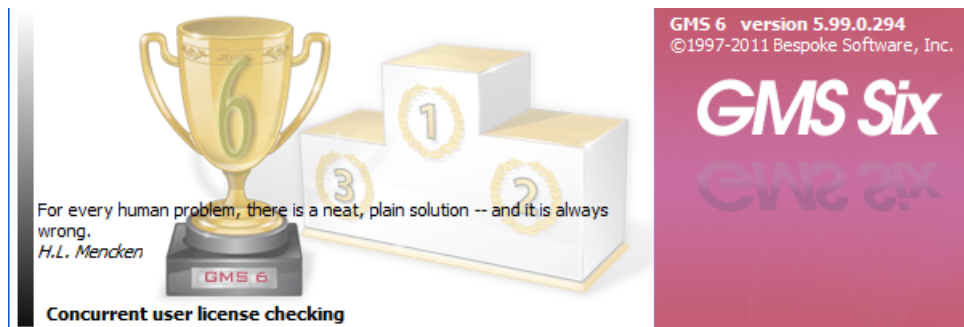 GMS 6 version 5.99.0.294
©1997-2011 Bespoke Software, Inc.
GMS Six
6
1
3
2
For every human problem, there is a neat, plain solution -- and it is always
wrong.
H.L. Mencken
GMS 6
Concurrent user license checking